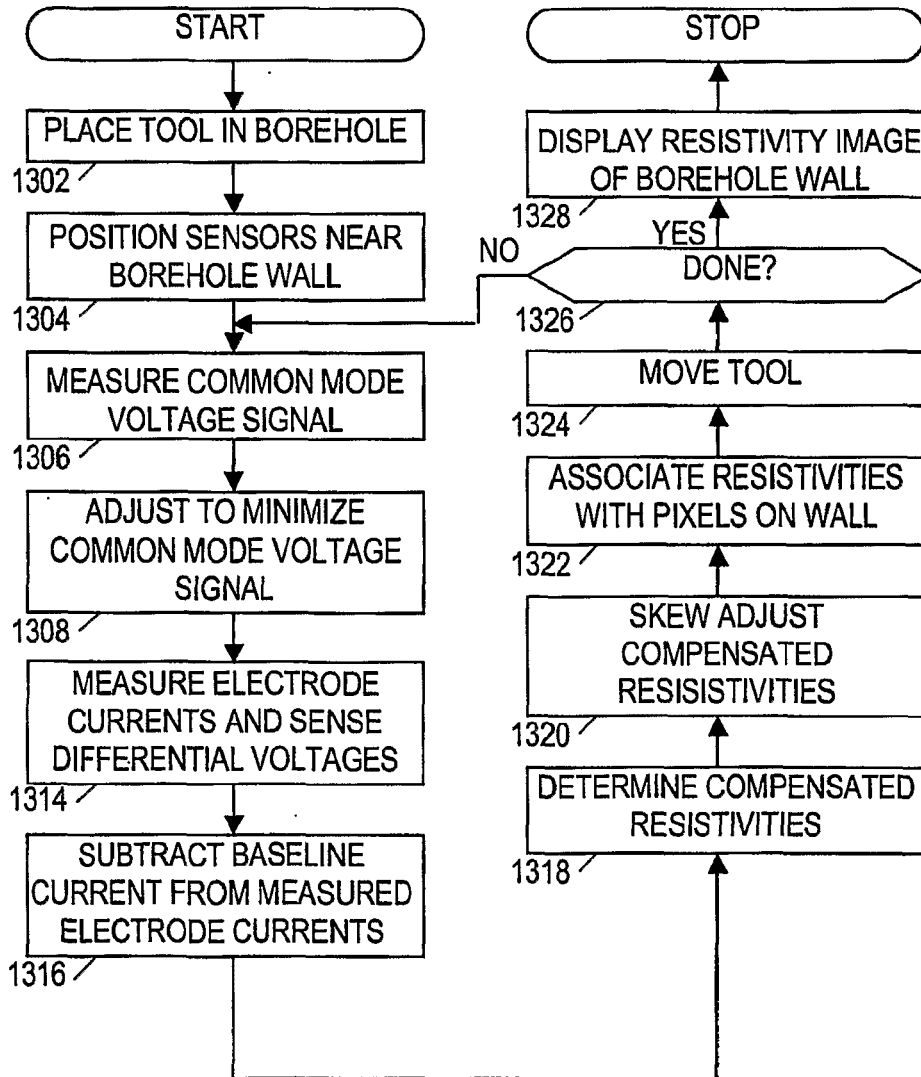 START
PLACE TOOL IN BOREHOLE
1302
POSITION SENSORS NEAR
BOREHOLE WALL
1304
MEASURE COMMON MODE
VOLTAGE SIGNAL
1306
ADJUST TO MINIMIZE
COMMON MODE VOLTAGE
SIGNAL
1308
MEASURE ELECTRODE
CURRENTS AND SENSE
DIFFERENTIAL VOLTAGES
1314
SUBTRACT BASELINE
CURRENT FROM MEASURED
ELECTRODE CURRENTS
1316
DETERMINE COMPENSATED
RESISTIVITIES
1318
SKEW ADJUST
COMPENSATED
RESISISTIVITIES
1320
ASSOCIATE RESISTIVITIES
WITH PIXELS ON WALL
1322
MOVE TOOL
1324
DONE?
1326
NO
YES
DISPLAY RESISTIVITY IMAGE
OF BOREHOLE WALL
1328
STOP